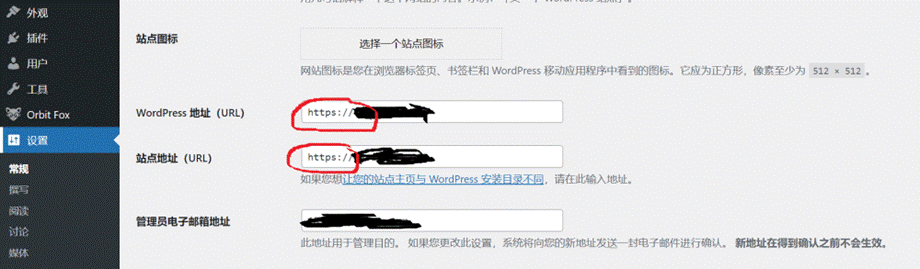 外观
插件
用户
工具
Orbit Fox
设置
常规
撰写
阅读
讨论
媒体
站点图标
选择一个站点图标
网站图标是您在浏览器标签页、书签栏和 WordPress 移动应用程序中看到的图标。它应为正方形，像素至少为 512 × 512 。
WordPress 地址（URL）
https://
站点地址（URL）
https://
如果您想让您的站点主页与 WordPress 安装目录不同，请在此输入地址。
管理员电子邮箱地址
此地址用于管理目的。 如果您更改此设置，系统将向您的新地址发送一封电子邮件进行确认。 新地址在得到确认之前不会生效。